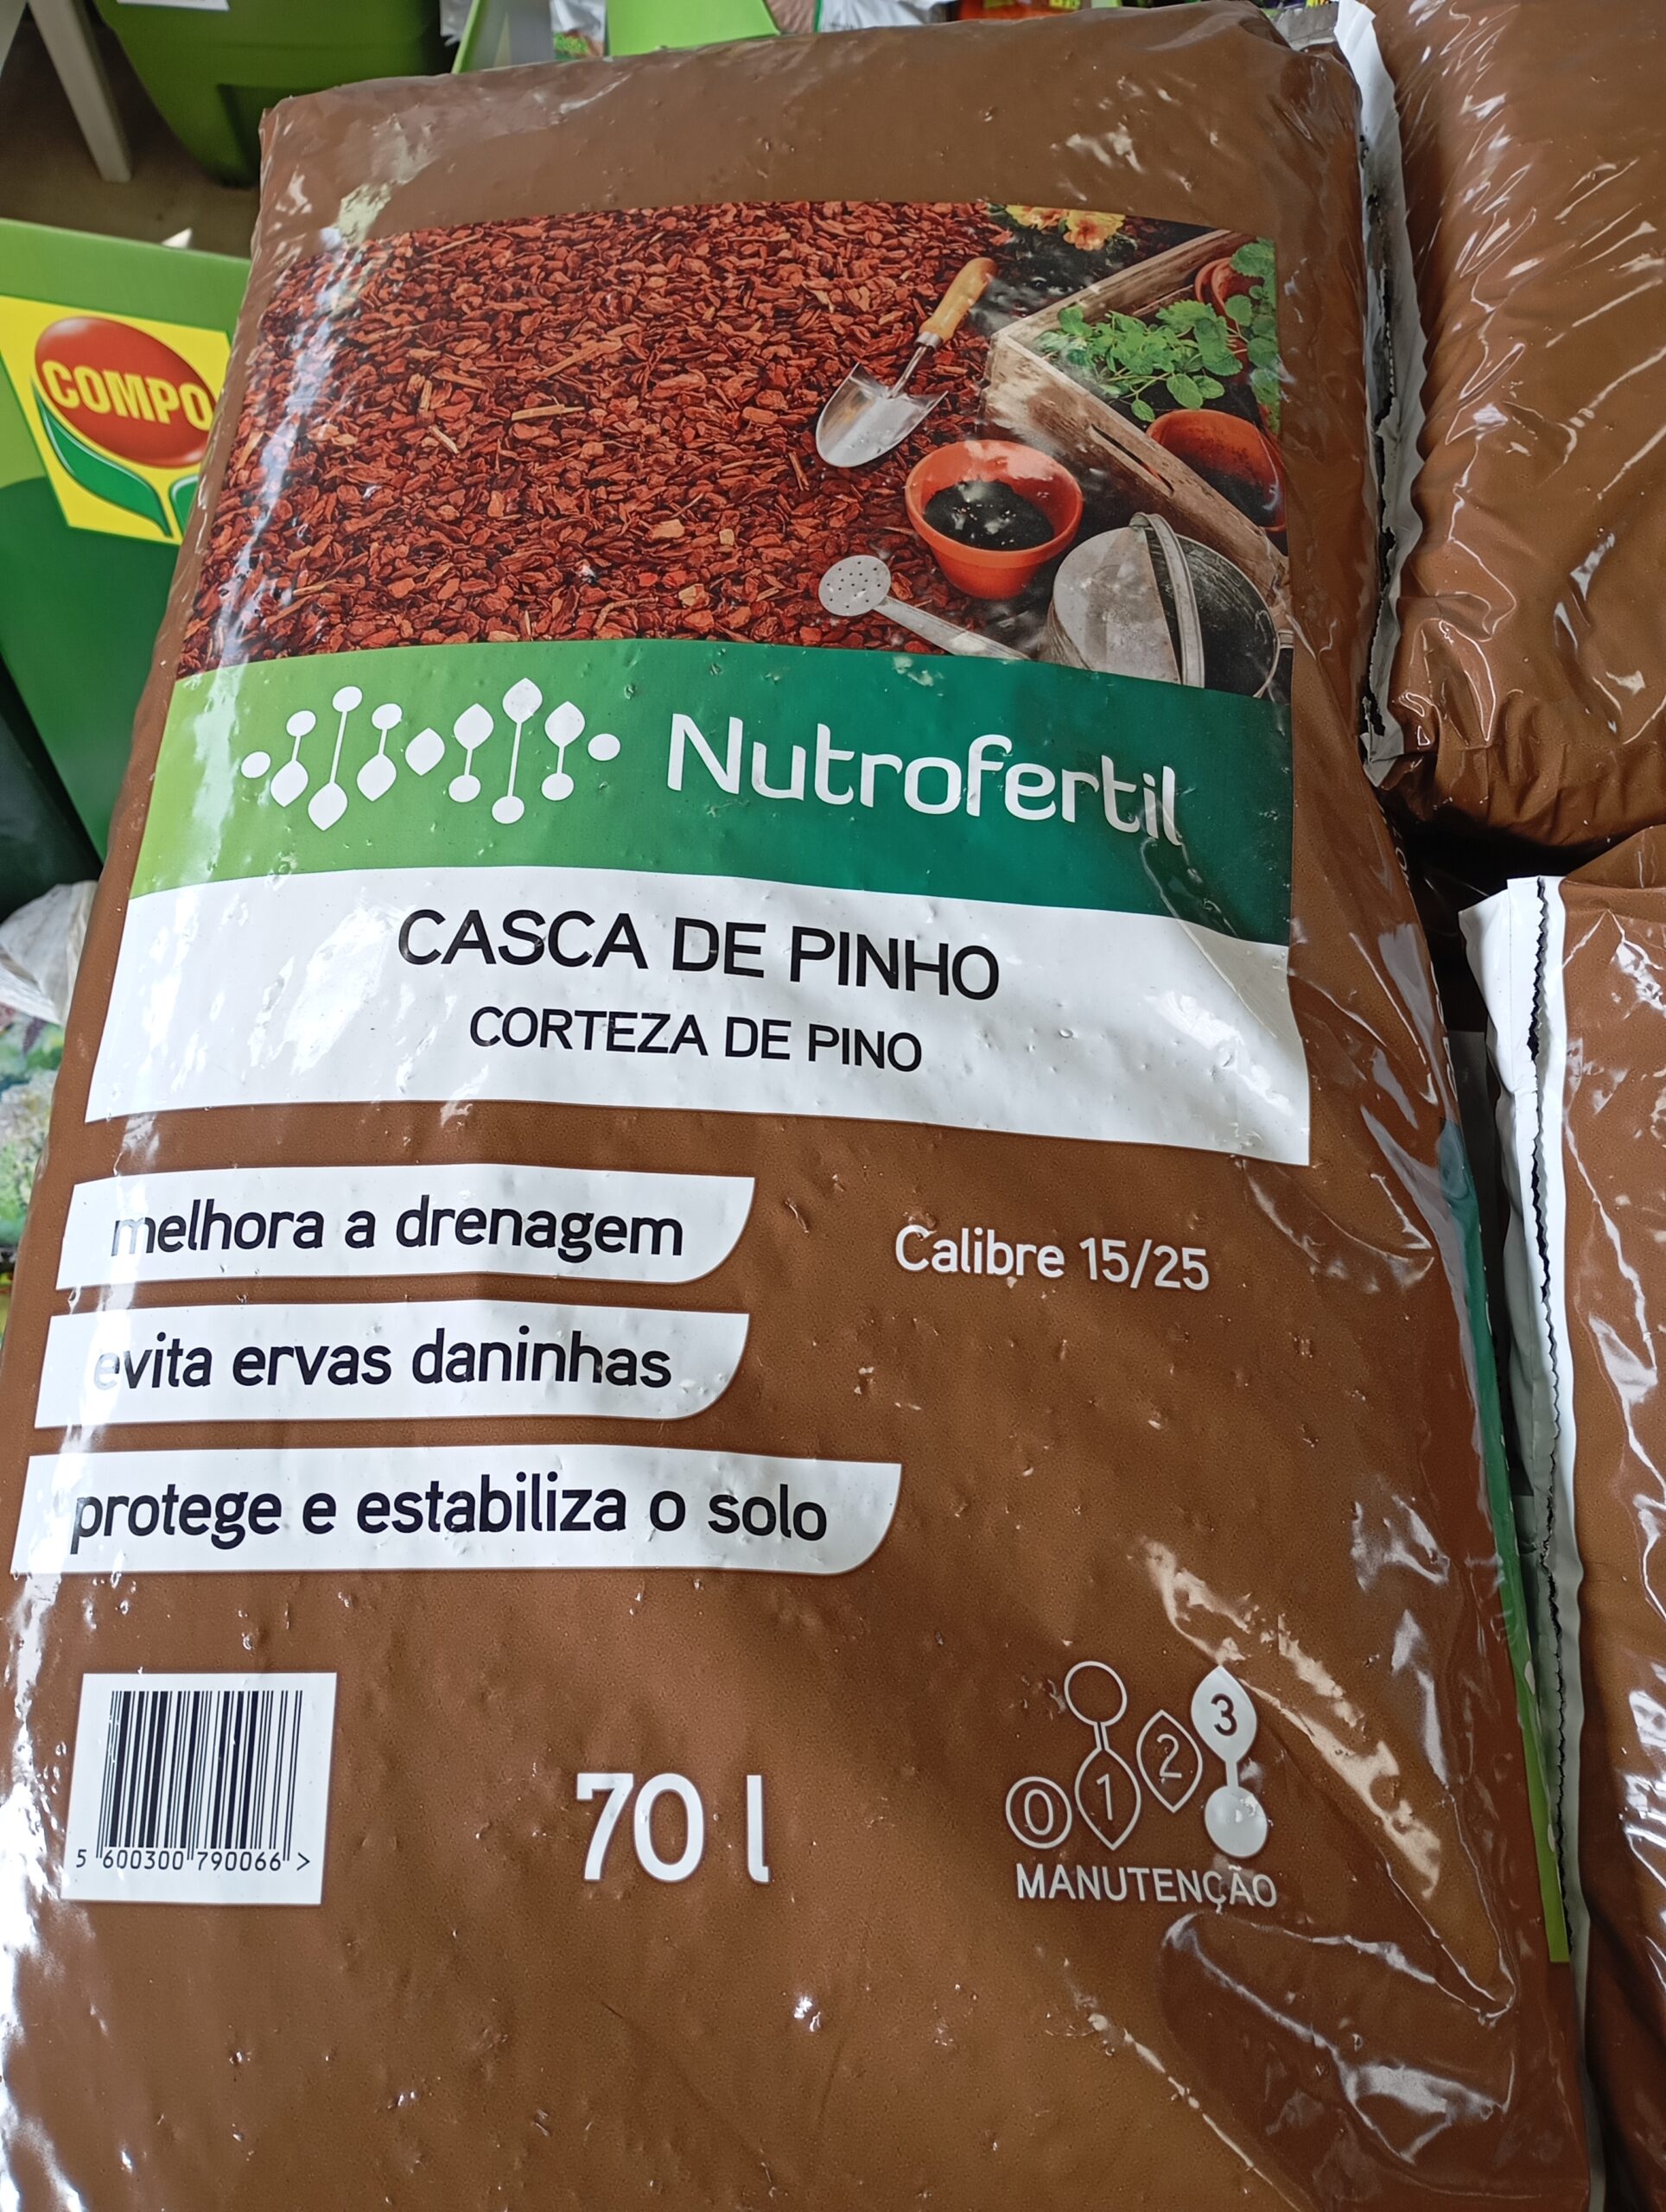 COMPO
Nutrofertil
CASCA DE PINHO
CORTEZA DE PINO
melhora a drenagem
Calibre 15/25
evita ervas daninhas
protege e estabiliza o solo
5 600300 790066 >
70 l
0 1 2 3
MANUTENÇÃO